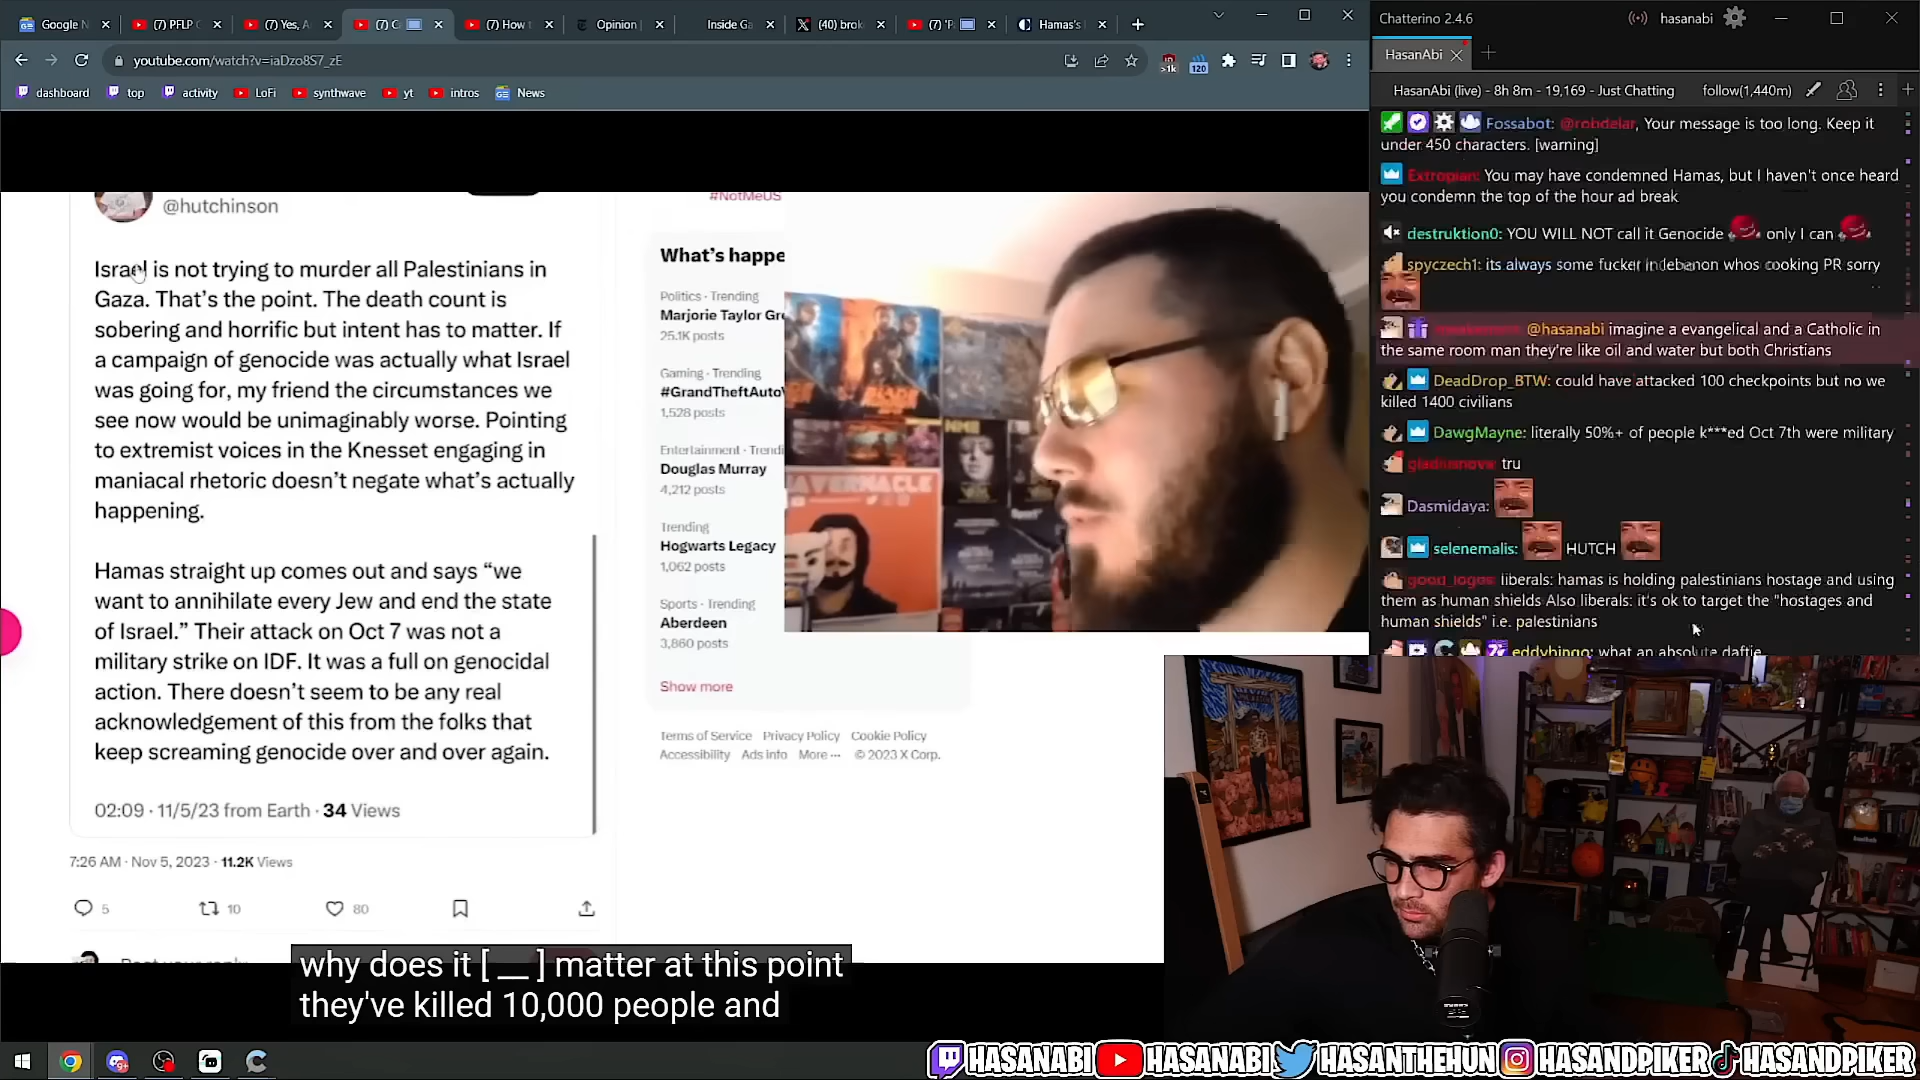 Google N
(7) PFLP
(7) Yes, A
(7) C
(7) How t
Opinion
Inside Ga
(40) brok
(7) 'P
Hamas's
youtube.com/watch?v=iaDzo8S7_zE
>1k
120
dashboard
top
activity
LoFi
synthwave
yt
intros
News
@hutchinson
Israel is not trying to murder all Palestinians in
Gaza. That's the point. The death count is
sobering and horrific but intent has to matter. If
a campaign of genocide was actually what Israel
was going for, my friend the circumstances we
see now would be unimaginably worse. Pointing
to extremist voices in the Knesset engaging in
maniacal rhetoric doesn't negate what's actually
happening.
Hamas straight up comes out and says “we
want to annihilate every Jew and end the state
of Israel.” Their attack on Oct 7 was not a
military strike on IDF. It was a full on genocidal
action. There doesn't seem to be any real
acknowledgement of this from the folks that
keep screaming genocide over and over again.
02:09 · 11/5/23 from Earth · 34 Views
7:26 AM · Nov 5, 2023 · 11.2K Views
5
10
80
#NotMeUS
What's happe
Politics · Trending
Marjorie Taylor Gre
25.1K posts
Gaming · Trending
#GrandTheftAuto
1,528 posts
Entertainment · Trendi
Douglas Murray
4,212 posts
Trending
Hogwarts Legacy
1,062 posts
Sports · Trending
Aberdeen
3,860 posts
Show more
Terms of Service Privacy Policy Cookie Policy
Accessibility Ads info More ··· © 2023 X Corp.
why does it [ __ ] matter at this point
they've killed 10,000 people and
Chatterino 2.4.6
hasanabi
HasanAbi
HasanAbi (live) - 8h 8m - 19,169 - Just Chatting
follow(1,440m)
Fossabot: @robdelar, Your message is too long. Keep it
under 450 characters. [warning]
Extropian: You may have condemned Hamas, but I haven't once heard
you condemn the top of the hour ad break
destruktion0: YOU WILL NOT call it Genocide only I can
spyczech1: its always some fucker in lebanon whos cooking PR sorry
@hasanabi imagine a evangelical and a Catholic in
the same room man they're like oil and water but both Christians
DeadDrop_BTW: could have attacked 100 checkpoints but no we
killed 1400 civilians
DawgMayne: literally 50%+ of people k***ed Oct 7th were military
gladiusnova: tru
Dasmidaya:
selenemalis: HUTCH
good_loges: liberals: hamas is holding palestinians hostage and using
them as human shields Also liberals: it's ok to target the "hostages and
human shields" i.e. palestinians
eddybingo: what an absolute daftie
HASANABI
HASANABI
HASANTHEHUN
HASANDPIKER
HASANDPIKER